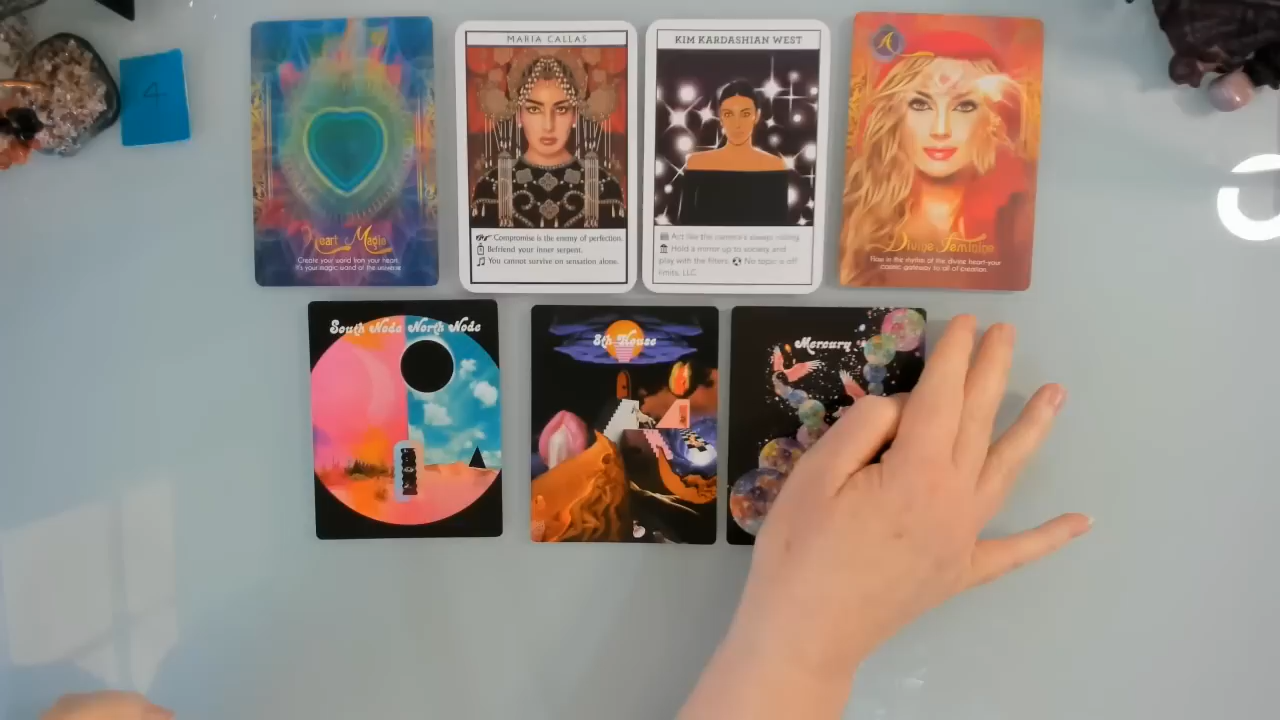 4
Heart Magic
Create your world from your heart.
It's your magic wand of the universe
MARIA CALLAS
Compromise is the enemy of perfection.
Befriend your inner serpent.
You cannot survive on sensation alone.
KIM KARDASHIAN WEST
Act like the camera's always rolling.
Hold a mirror up to society and
play with the filters. No topic is off
limits, LLC.
Divine Feminine
Flow in the rhythm of the divine heart-your
cosmic gateway to all of creation.
South Node North Node
8th House
Mercury